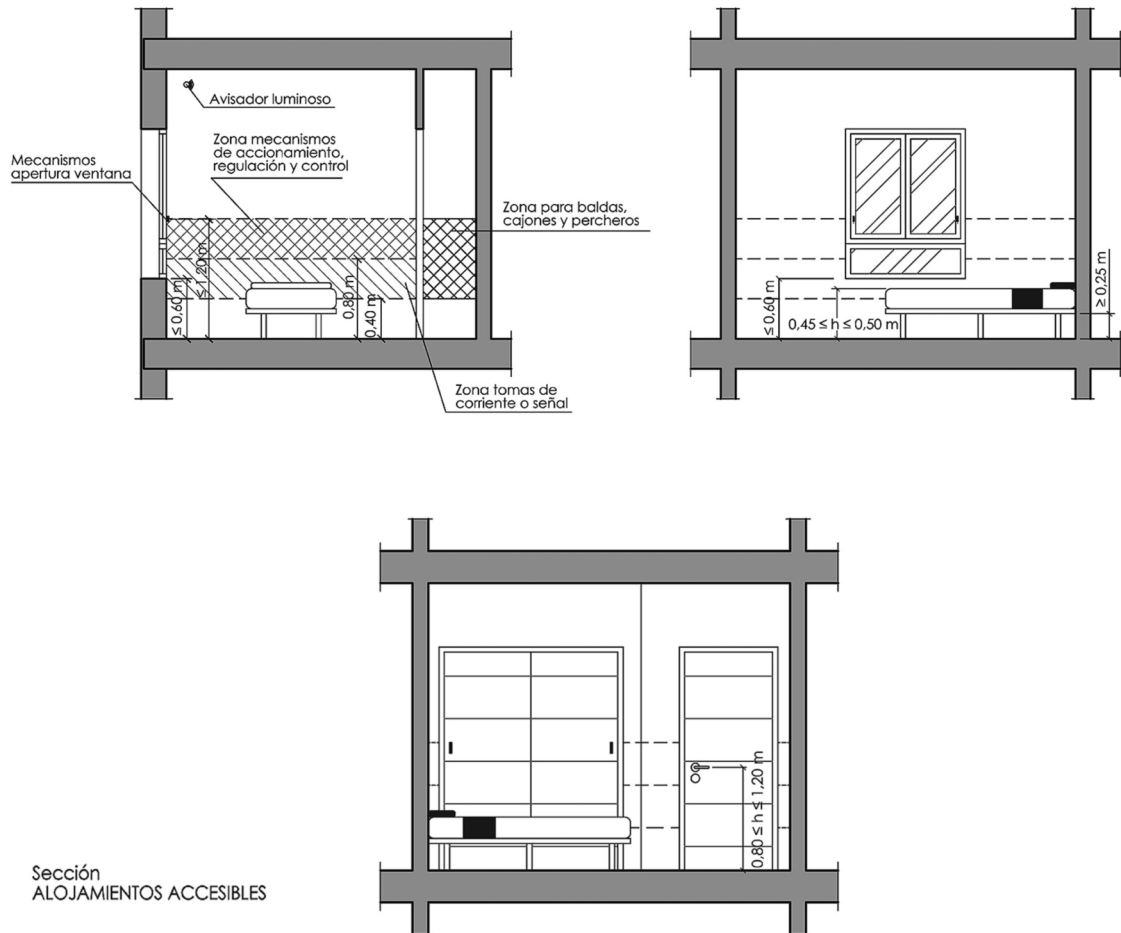 Avisador luminoso
Zona mecanismos
de accionamiento,
regulación y control
Mecanismos
apertura ventana
Zona para baldas,
cajones y percheros
≤ 0,60 m
≤ 1,20 m
0,80 m
0,40 m
Zona tomas de
corriente o señal
≤ 0,60 m
0,45 ≤ h ≤ 0,50 m
≥ 0,25 m
0,80 ≤ h ≤ 1,20 m
Sección
ALOJAMIENTOS ACCESIBLES